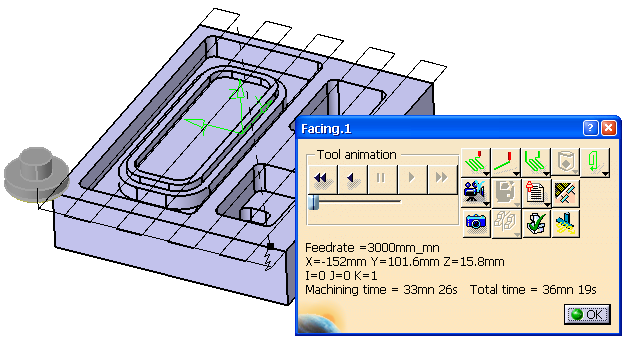 Facing.1
Tool animation
Feedrate =3000mm_mn
X=-152mm Y=101.6mm Z=15.8mm
I=0 J=0 K=1
Machining time = 33mn 26s Total time = 36mn 19s
OK